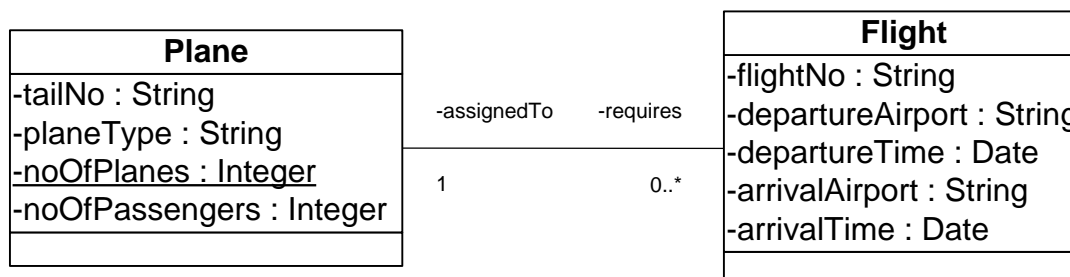 Plane
-tailNo : String
-planeType : String
-noOfPlanes : Integer
-noOfPassengers : Integer
-assignedTo
-requires
1
0..*
Flight
-flightNo : String
-departureAirport : String
-departureTime : Date
-arrivalAirport : String
-arrivalTime : Date